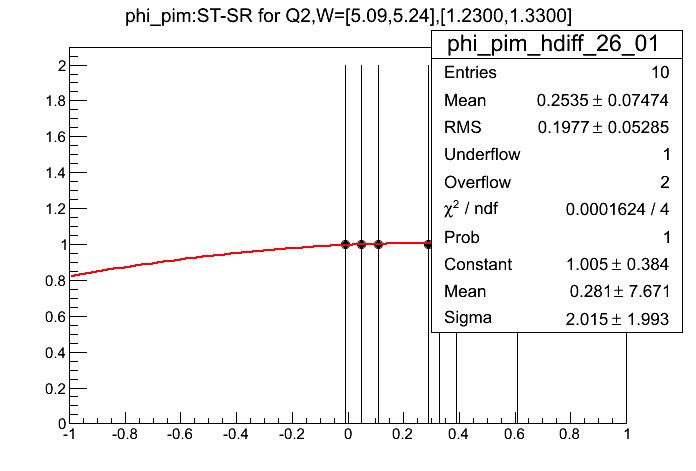 phi_pim:ST-SR for Q2,W=[5.09,5.24],[1.2300,1.3300]
phi_pim_hdiff_26_01
Entries 10
Mean 0.2535 ± 0.07474
RMS 0.1977 ± 0.05285
Underflow 1
Overflow 2
χ² / ndf 0.0001624 / 4
Prob 1
Constant 1.005 ± 0.384
Mean 0.281 ± 7.671
Sigma 2.015 ± 1.993
2
1.8
1.6
1.4
1.2
1
0.8
0.6
0.4
0.2
0
-1 -0.8 -0.6 -0.4 -0.2 0 0.2 0.4 0.6 0.8 1